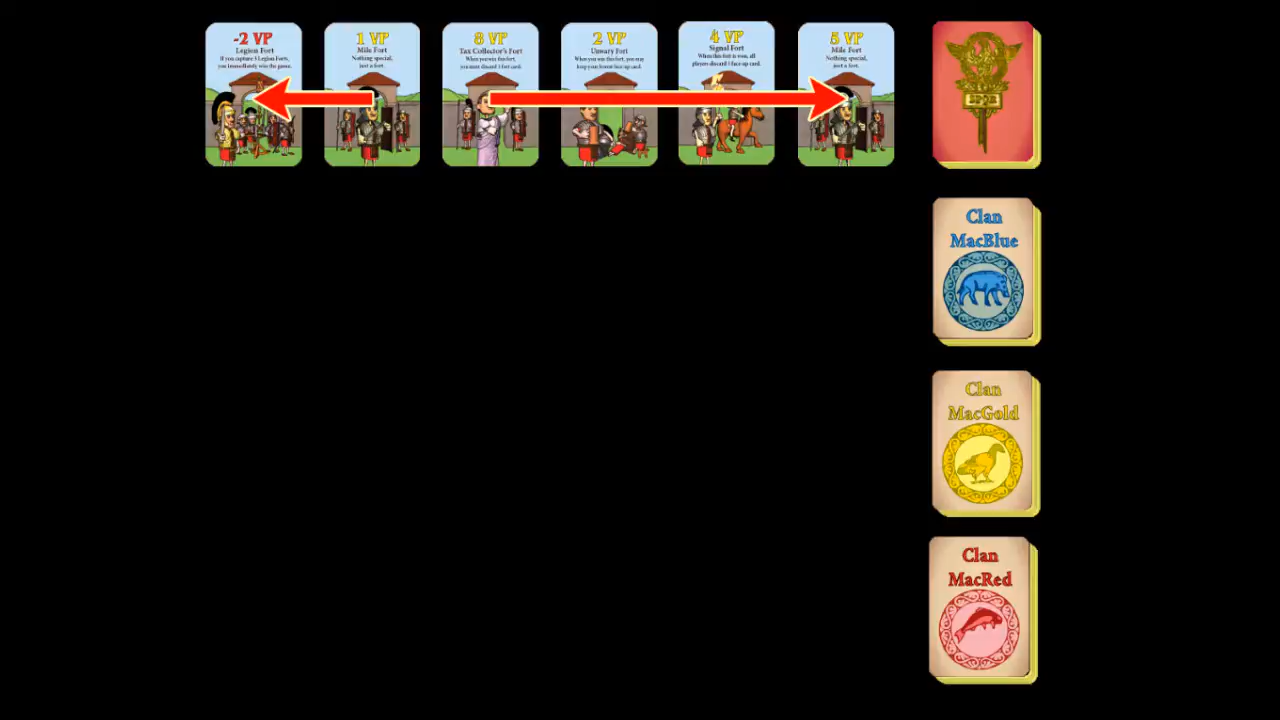 -2 VP
Legion Fort
If you capture 3 Legion Forts,
you immediately win the game.
1 VP
Mile Fort
Nothing special,
just a fort.
8 VP
Tax Collector's Fort
When you win this fort,
you must discard 1 fort card.
2 VP
Unwary Fort
When you win this fort, you may
keep your lowest face up card.
4 VP
Signal Fort
When this fort is won, all
players discard 1 face up card.
5 VP
Mile Fort
Nothing special,
just a fort.
Clan
MacBlue
Clan
MacGold
Clan
MacRed